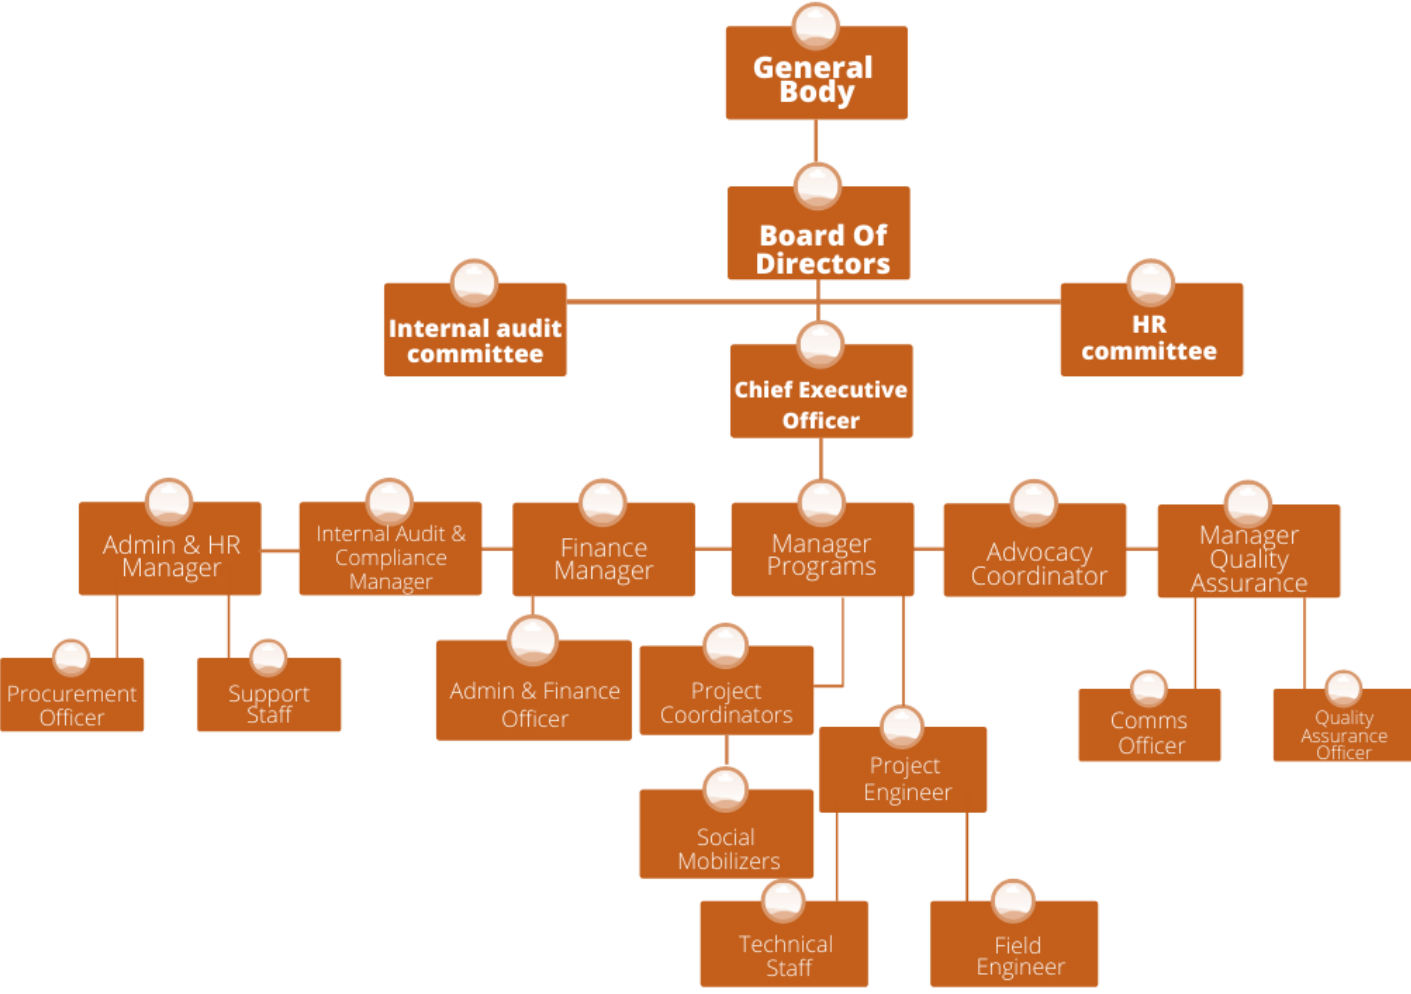 General
Body
Board Of
Directors
Internal audit
committee
HR
committee
Chief Executive
Officer
Admin & HR
Manager
Internal Audit &
Compliance
Manager
Finance
Manager
Manager
Programs
Advocacy
Coordinator
Manager
Quality
Assurance
Procurement
Officer
Support
Staff
Admin & Finance
Officer
Project
Coordinators
Comms
Officer
Quality
Assurance
Officer
Project
Engineer
Social
Mobilizers
Technical
Staff
Field
Engineer